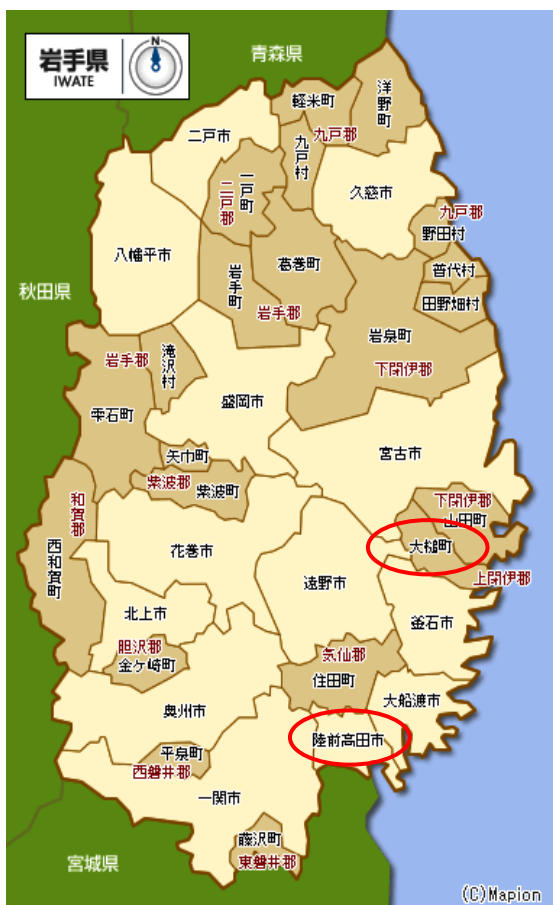 岩手県
IWATE
N
青森県
洋野町
軽米町
九戸郡
二戸市
九戸村
一戸町
二戸郡
久慈市
九戸郡
野田村
八幡平市
葛巻町
普代村
秋田県
岩手町
田野畑村
岩手郡
岩泉町
岩手郡
滝沢村
下閉伊郡
雫石町
盛岡市
宮古市
矢巾町
紫波郡
紫波町
和賀郡
下閉伊郡
山田町
西和賀町
花巻市
大槌町
遠野市
上閉伊郡
北上市
釜石市
胆沢郡
金ヶ崎町
気仙郡
住田町
大船渡市
奥州市
陸前高田市
平泉町
西磐井郡
一関市
藤沢町
東磐井郡
宮城県
(C)Mapion